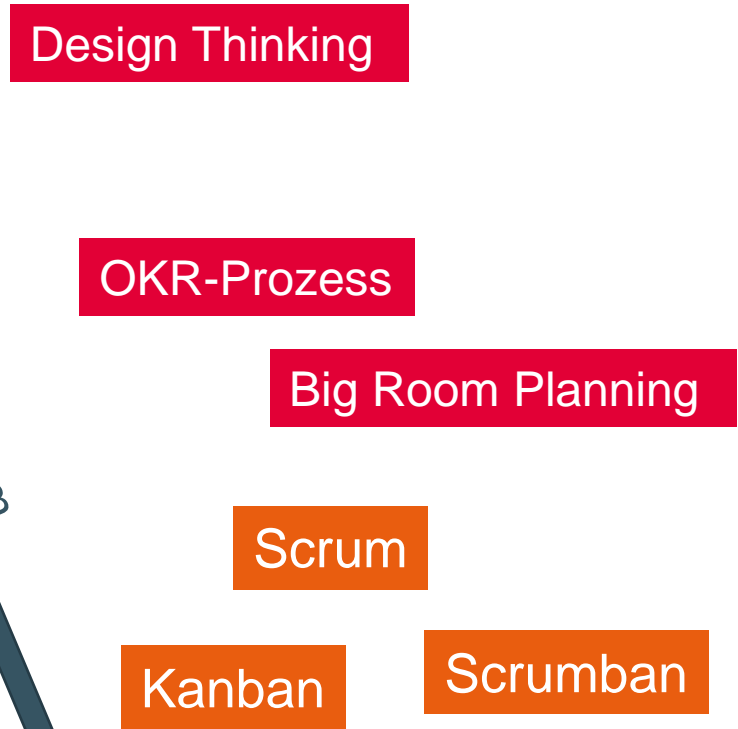 Design Thinking
OKR-Prozess
Big Room Planning
Scrum
Kanban
Scrumban